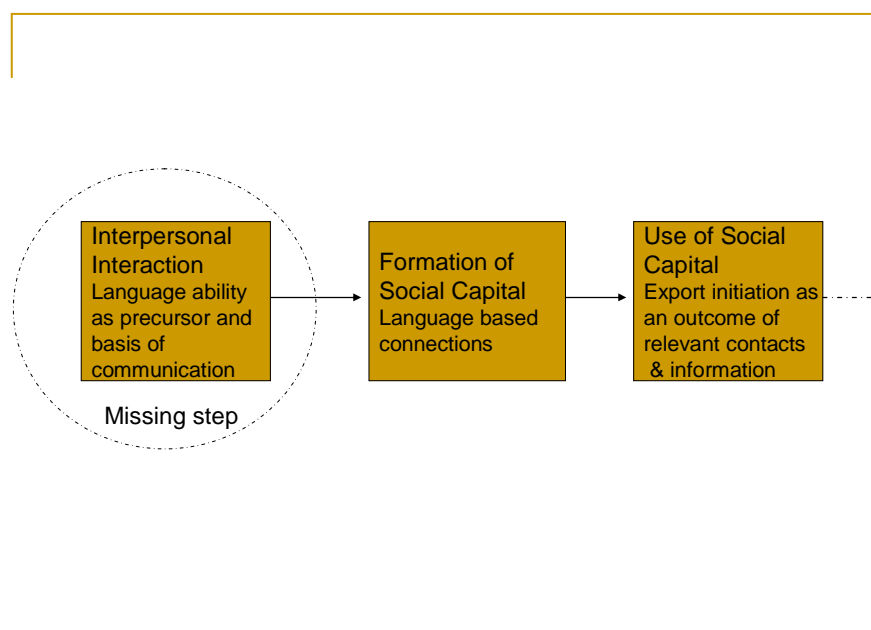 Interpersonal
Interaction
Language ability
as precursor and
basis of
communication
Missing step
Formation of
Social Capital
Language based
connections
Use of Social
Capital
Export initiation as
an outcome of
relevant contacts
& information